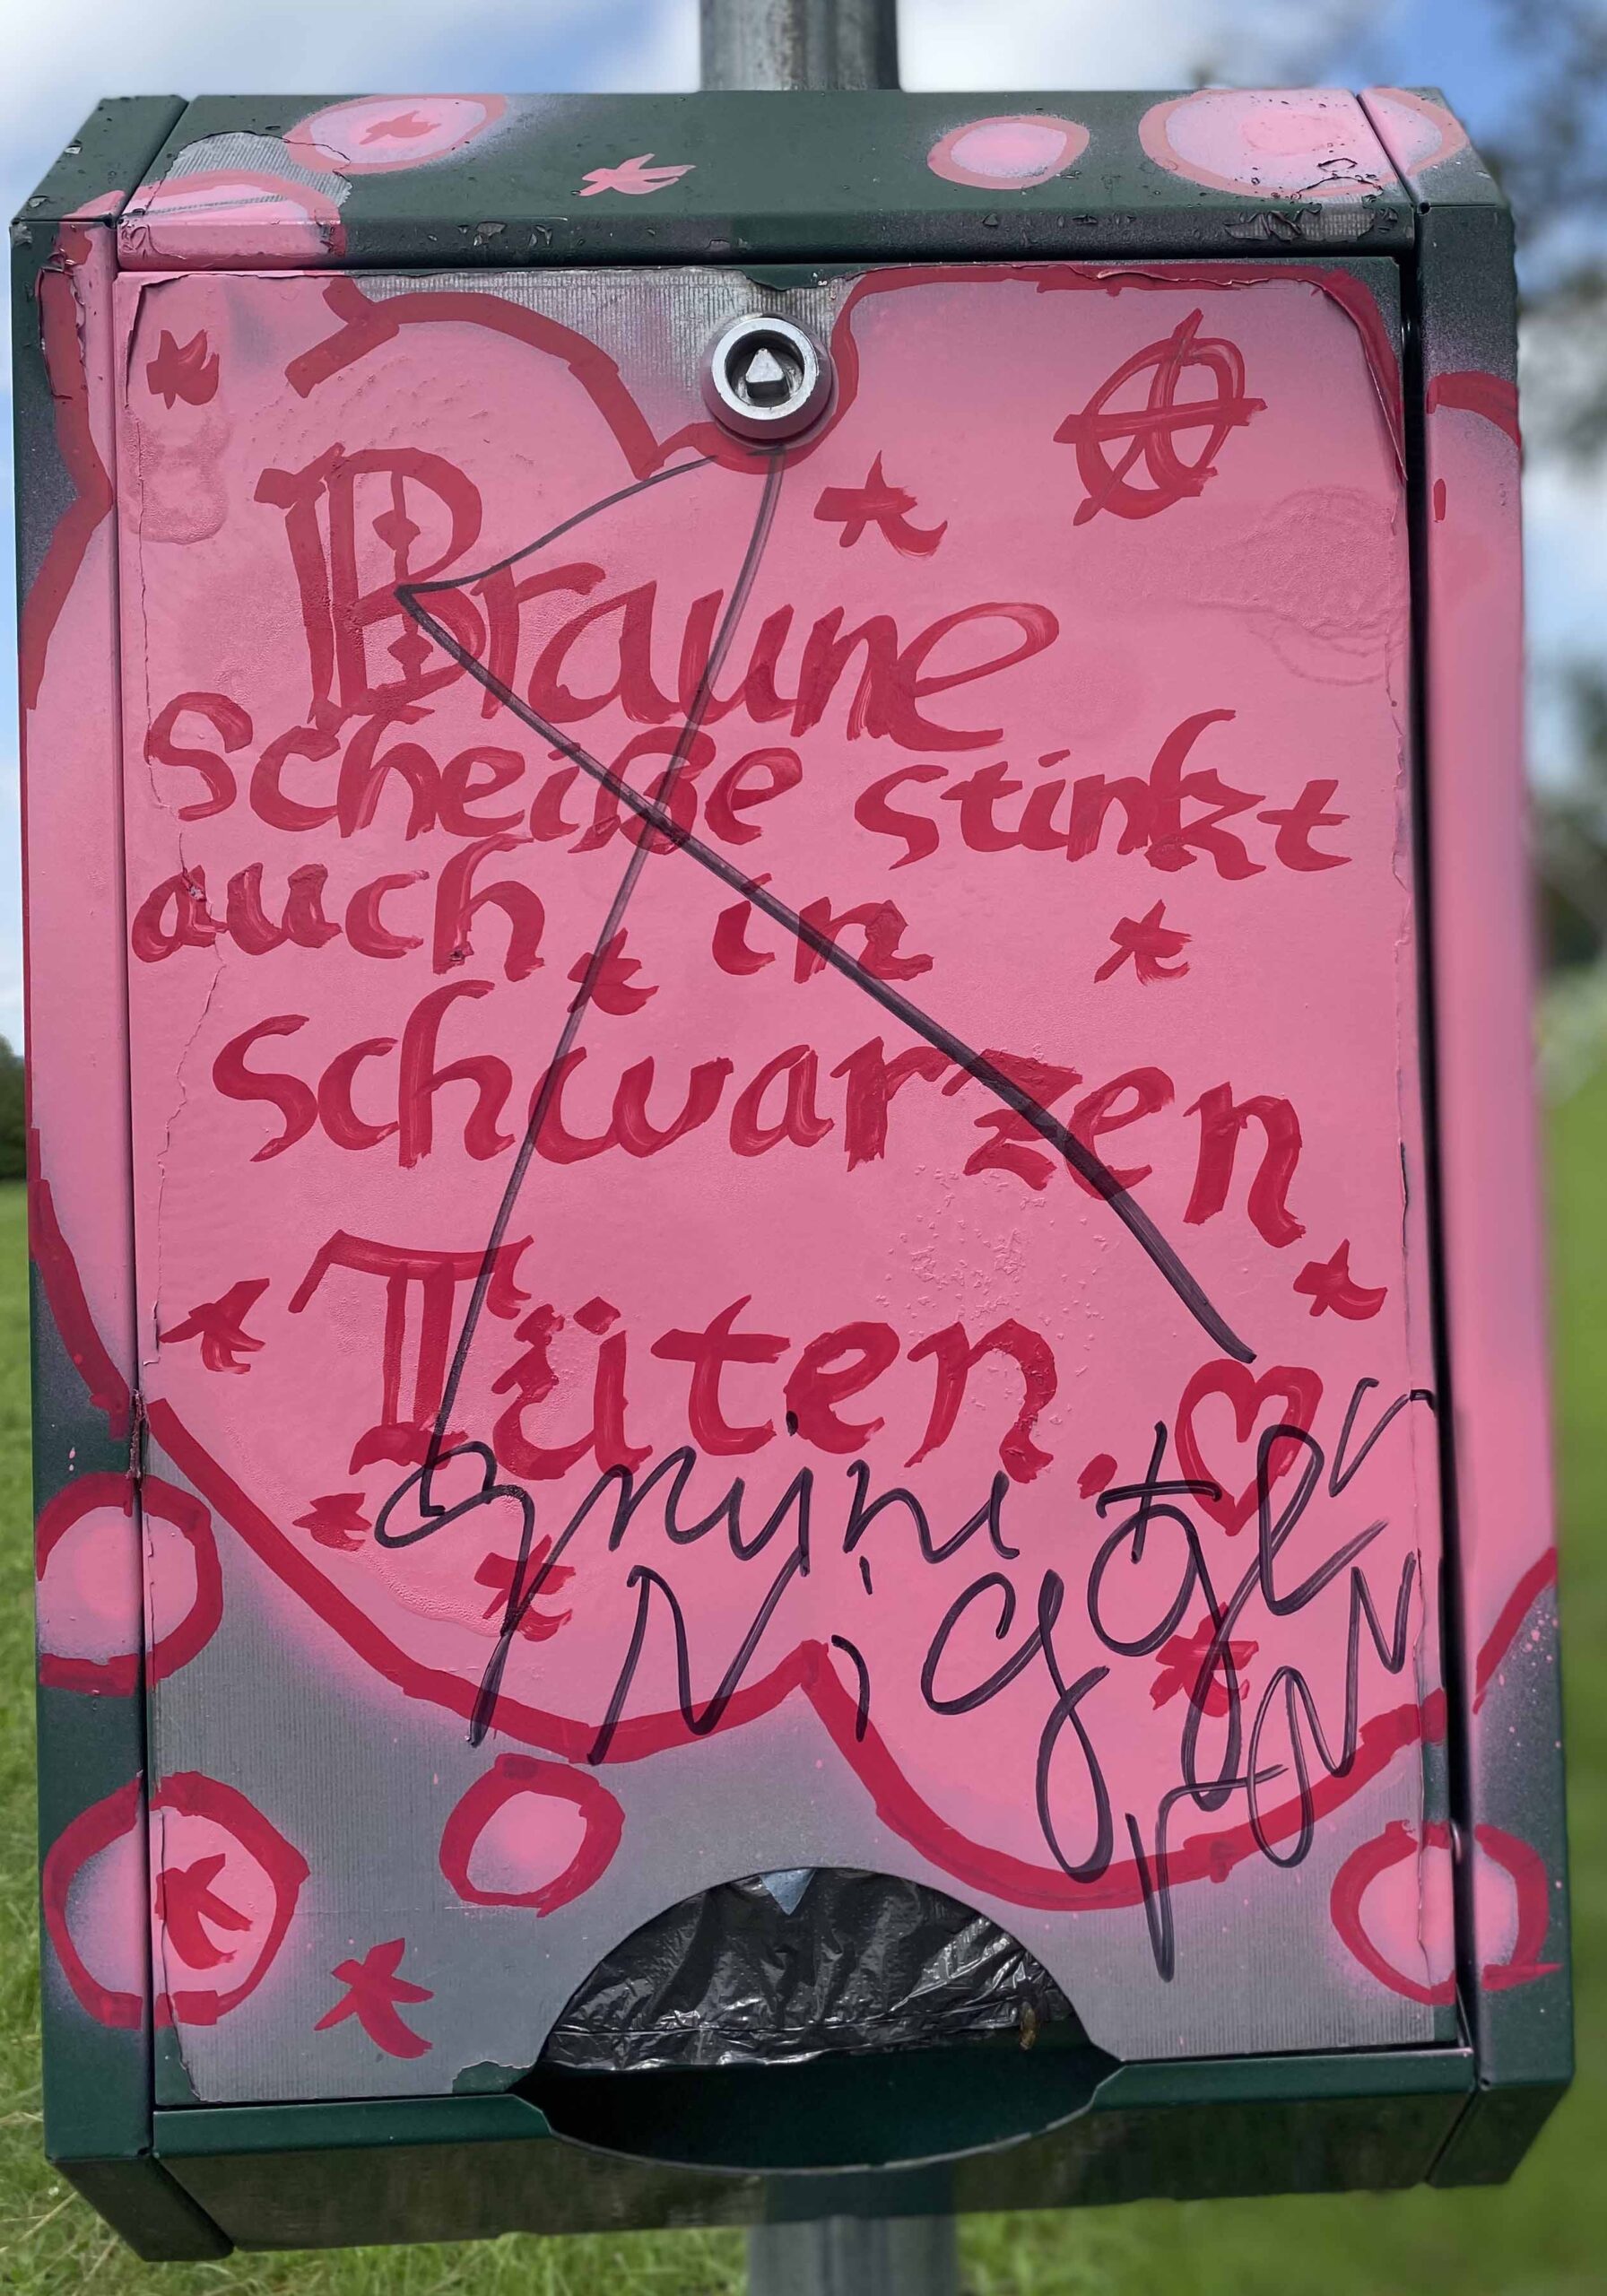 Braune
Scheiße stinkt
auch in
schwarzen
Tüten.